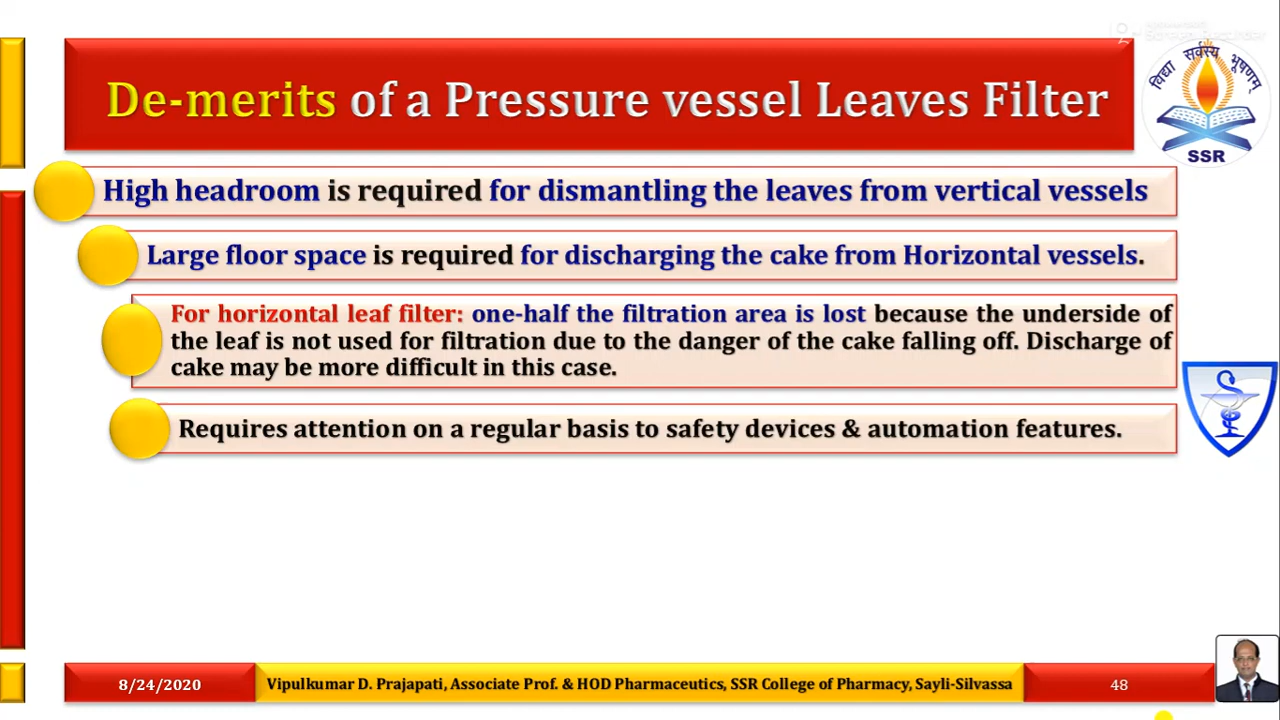 Screen Recorder
De-merits of a Pressure vessel Leaves Filter
विद्या सर्वस्य भूषणम्
SSR
High headroom is required for dismantling the leaves from vertical vessels
Large floor space is required for discharging the cake from Horizontal vessels.
For horizontal leaf filter: one-half the filtration area is lost because the underside of
the leaf is not used for filtration due to the danger of the cake falling off. Discharge of
cake may be more difficult in this case.
Requires attention on a regular basis to safety devices & automation features.
8/24/2020
Vipulkumar D. Prajapati, Associate Prof. & HOD Pharmaceutics, SSR College of Pharmacy, Sayli-Silvassa
48